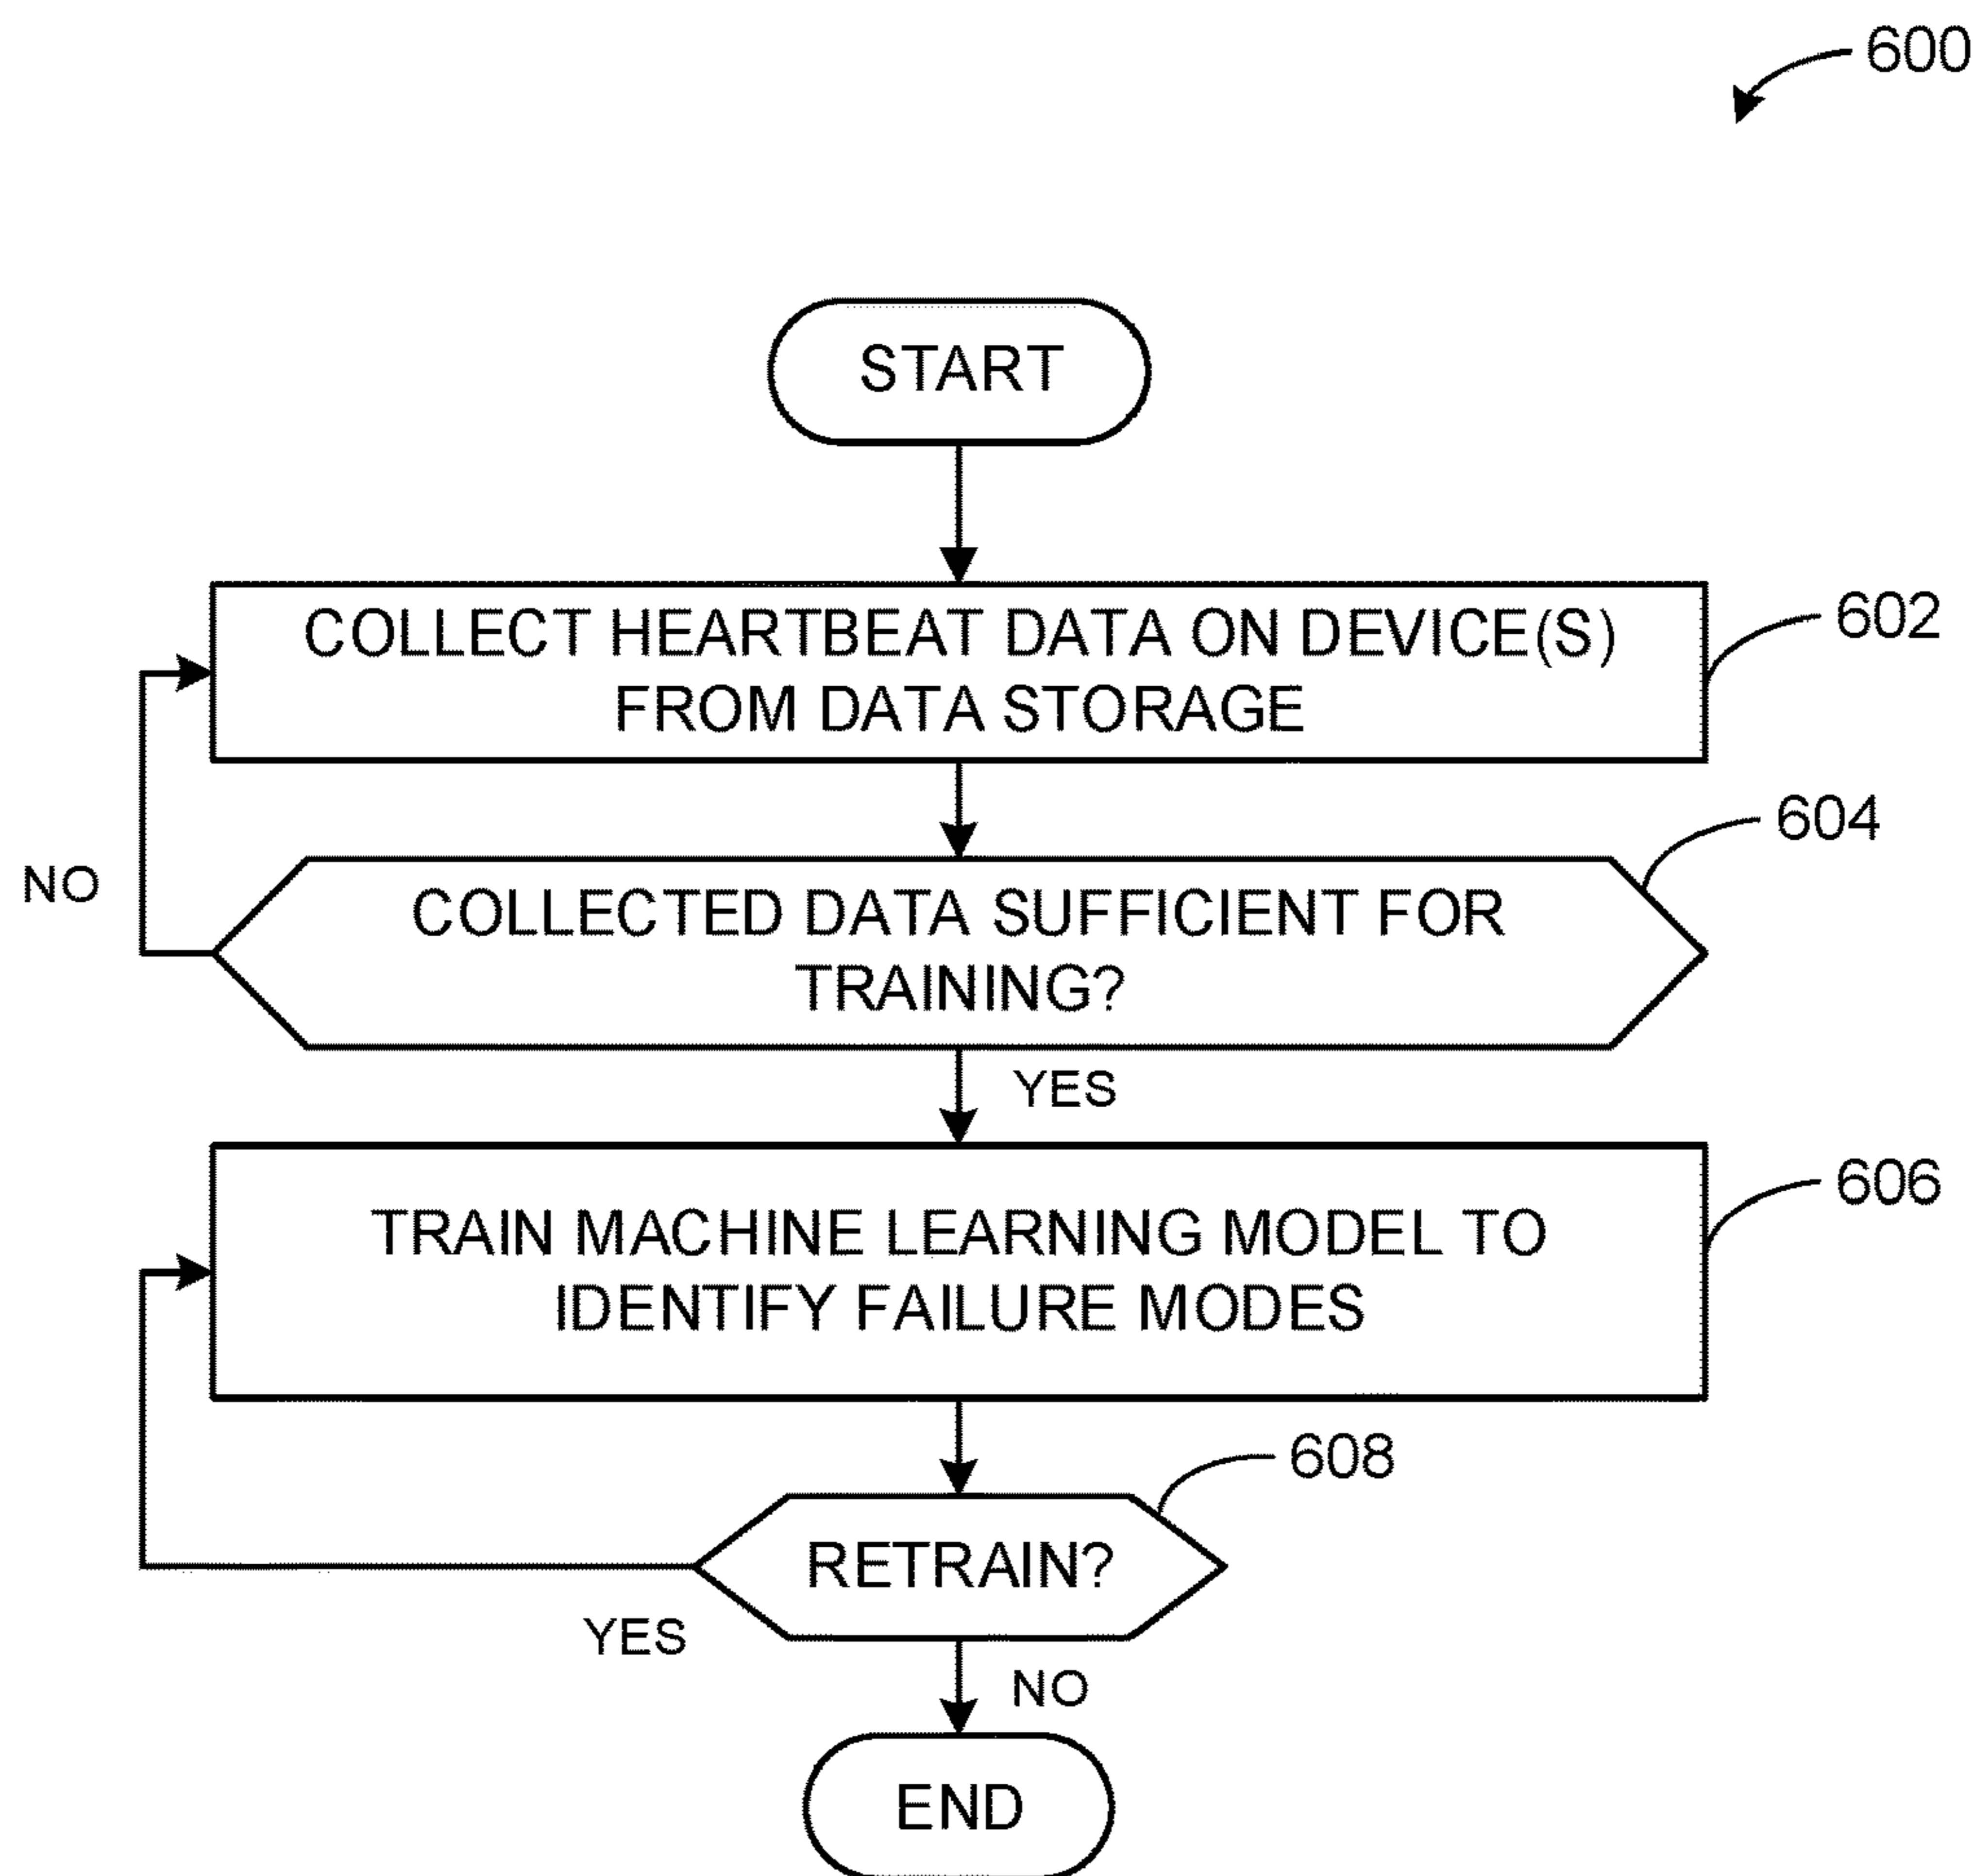 600
START
COLLECT HEARTBEAT DATA ON DEVICE(S)
FROM DATA STORAGE
602
604
NO
COLLECTED DATA SUFFICIENT FOR
TRAINING?
YES
606
TRAIN MACHINE LEARNING MODEL TO
IDENTIFY FAILURE MODES
608
RETRAIN?
YES
NO
END